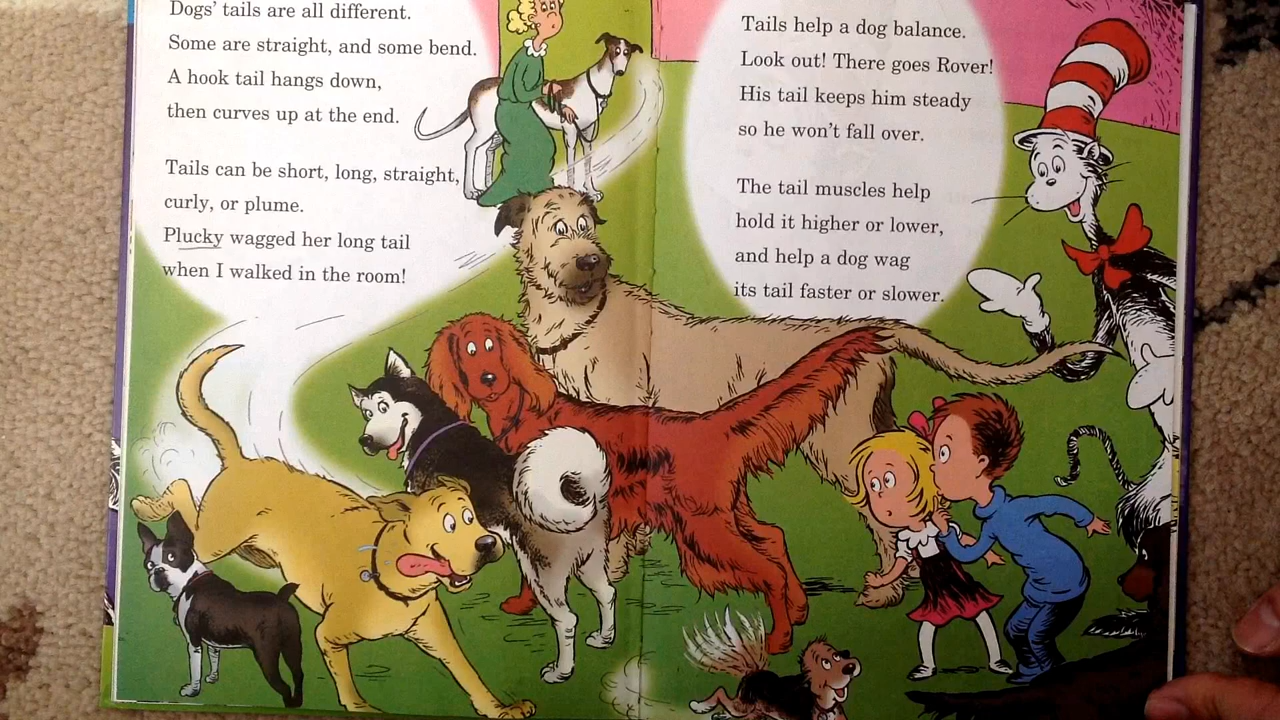 Dogs' tails are all different.
Some are straight, and some bend.
A hook tail hangs down,
then curves up at the end.
Tails can be short, long, straight,
curly, or plume.
Plucky wagged her long tail
when I walked in the room!
Tails help a dog balance.
Look out! There goes Rover!
His tail keeps him steady
so he won't fall over.
The tail muscles help
hold it higher or lower,
and help a dog wag
its tail faster or slower.